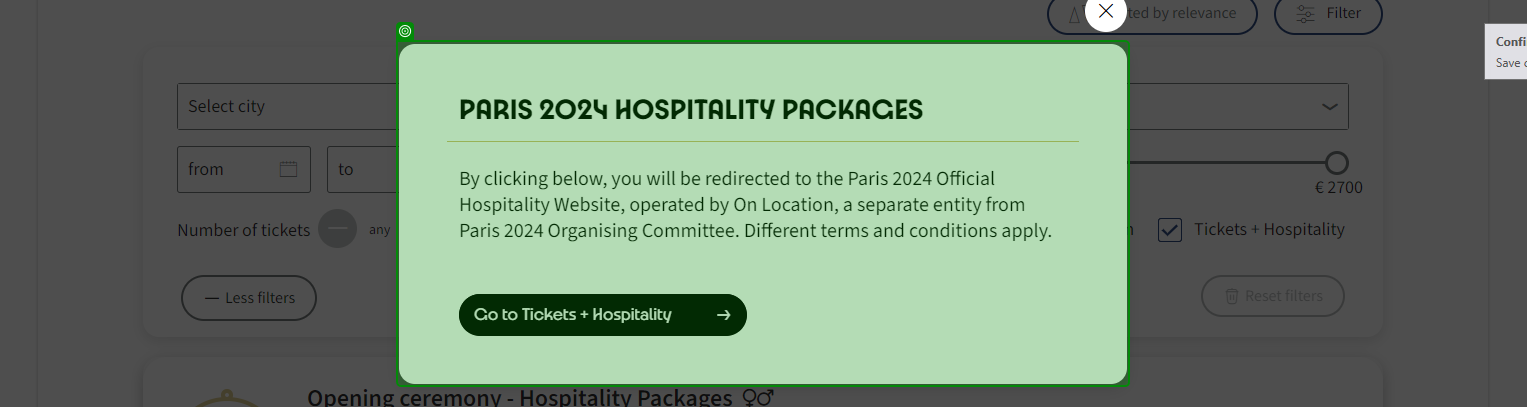 ted by relevance
Filter
Confi
Save c
Select city
from
to
€ 2700
Number of tickets
any
Tickets + Hospitality
Less filters
Reset filters
PARIS 2024 HOSPITALITY PACKAGES
By clicking below, you will be redirected to the Paris 2024 Official
Hospitality Website, operated by On Location, a separate entity from
Paris 2024 Organising Committee. Different terms and conditions apply.
Go to Tickets + Hospitality
Opening ceremony - Hospitality Packages